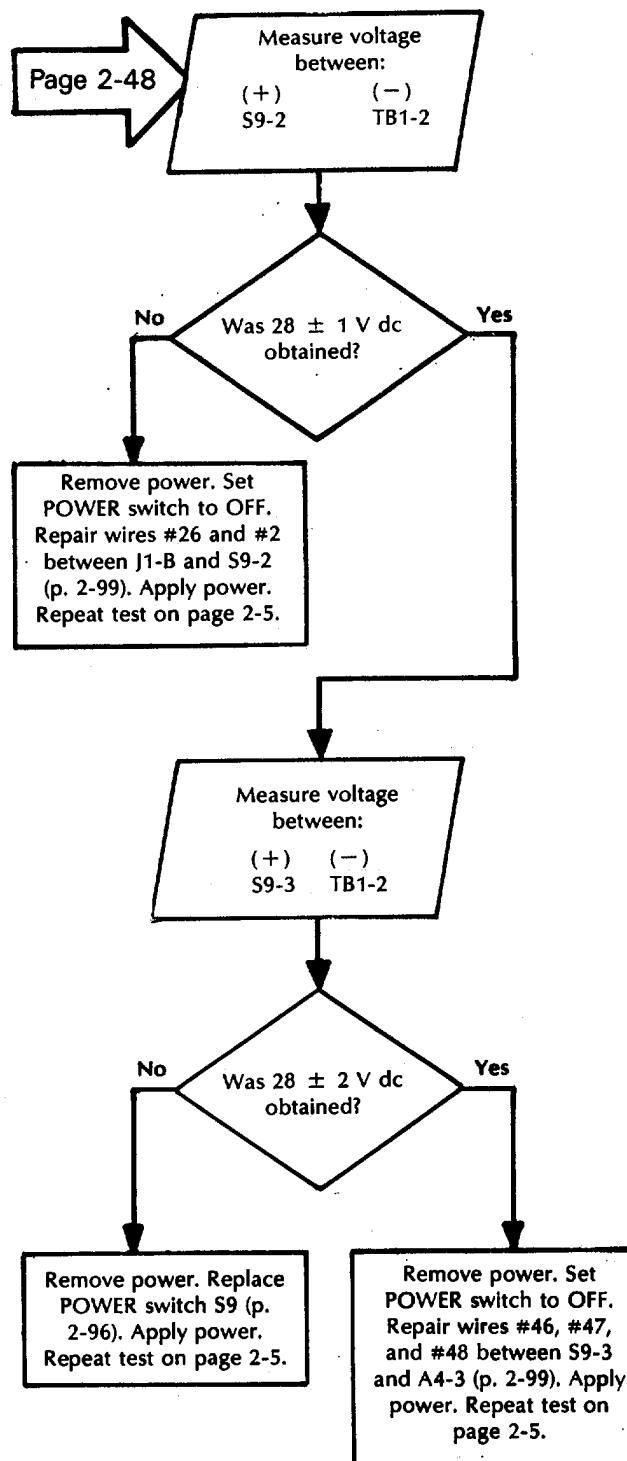 Page 2-48
Measure voltage
between:
(+) (−)
S9-2 TB1-2
Was 28 ± 1 V dc
obtained?
No
Yes
Remove power. Set
POWER switch to OFF.
Repair wires #26 and #2
between J1-B and S9-2
(p. 2-99). Apply power.
Repeat test on page 2-5.
Measure voltage
between:
(+) (−)
S9-3 TB1-2
Was 28 ± 2 V dc
obtained?
No
Yes
Remove power. Replace
POWER switch S9 (p.
2-96). Apply power.
Repeat test on page 2-5.
Remove power. Set
POWER switch to OFF.
Repair wires #46, #47,
and #48 between S9-3
and A4-3 (p. 2-99). Apply
power. Repeat test on
page 2-5.